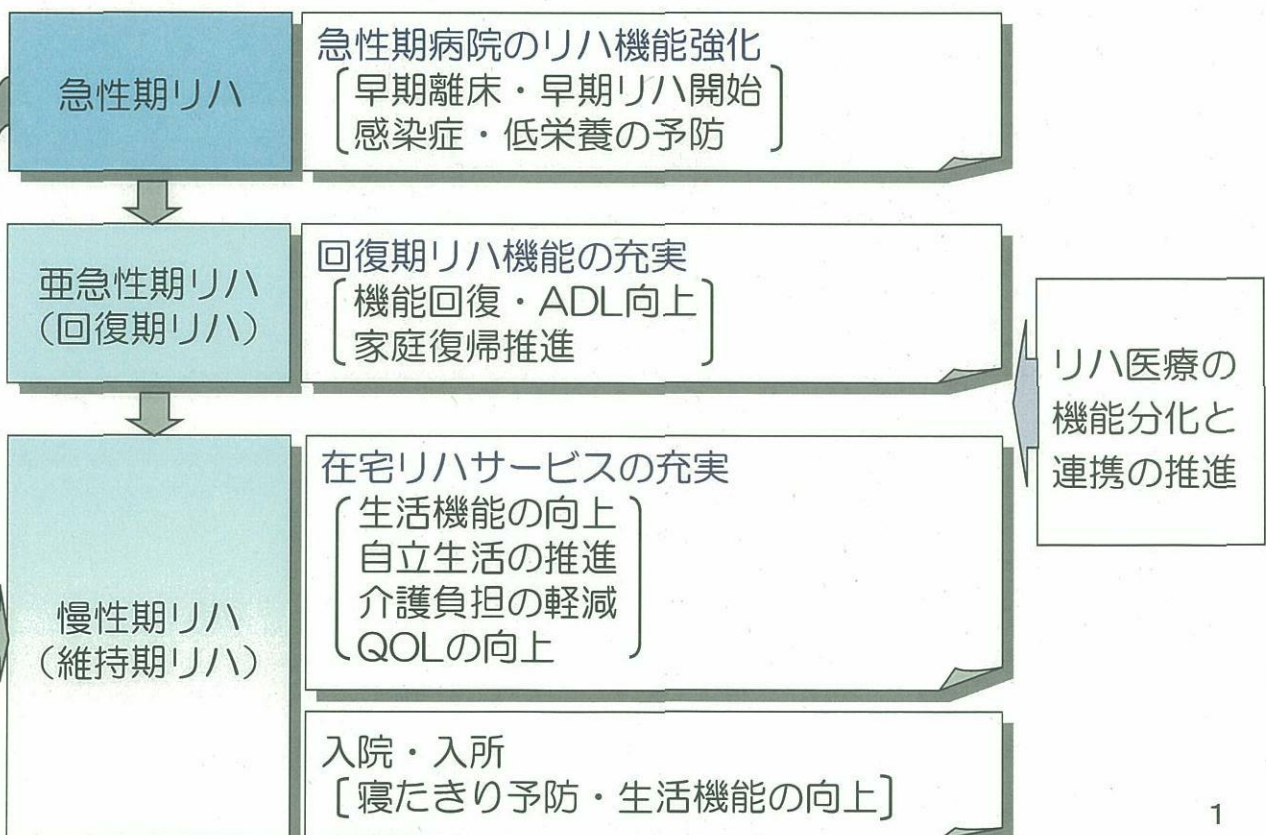 急性期リハ
急性期病院のリハ機能強化
早期離床・早期リハ開始
感染症・低栄養の予防
亜急性期リハ
（回復期リハ）
回復期リハ機能の充実
機能回復・ADL向上
家庭復帰推進
慢性期リハ
（維持期リハ）
在宅リハサービスの充実
生活機能の向上
自立生活の推進
介護負担の軽減
QOLの向上
入院・入所
［寝たきり予防・生活機能の向上］
リハ医療の
機能分化と
連携の推進
1